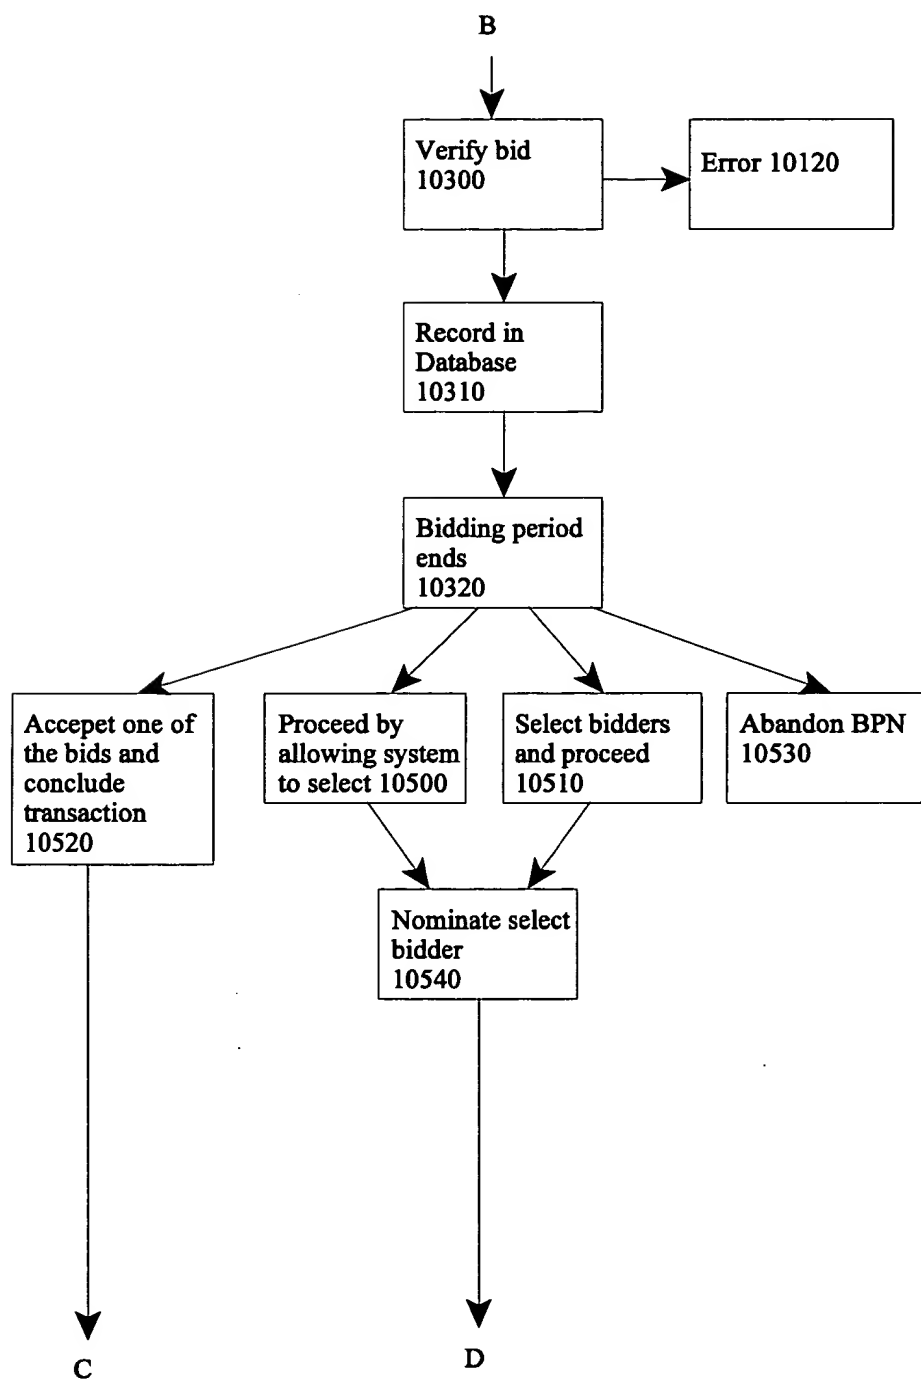 B
Verify bid
10300
Error 10120
Record in
Database
10310
Bidding period
ends
10320
Accepet one of
the bids and
conclude
transaction
10520
Proceed by
allowing system
to select 10500
Select bidders
and proceed
10510
Abandon BPN
10530
Nominate select
bidder
10540
C
D